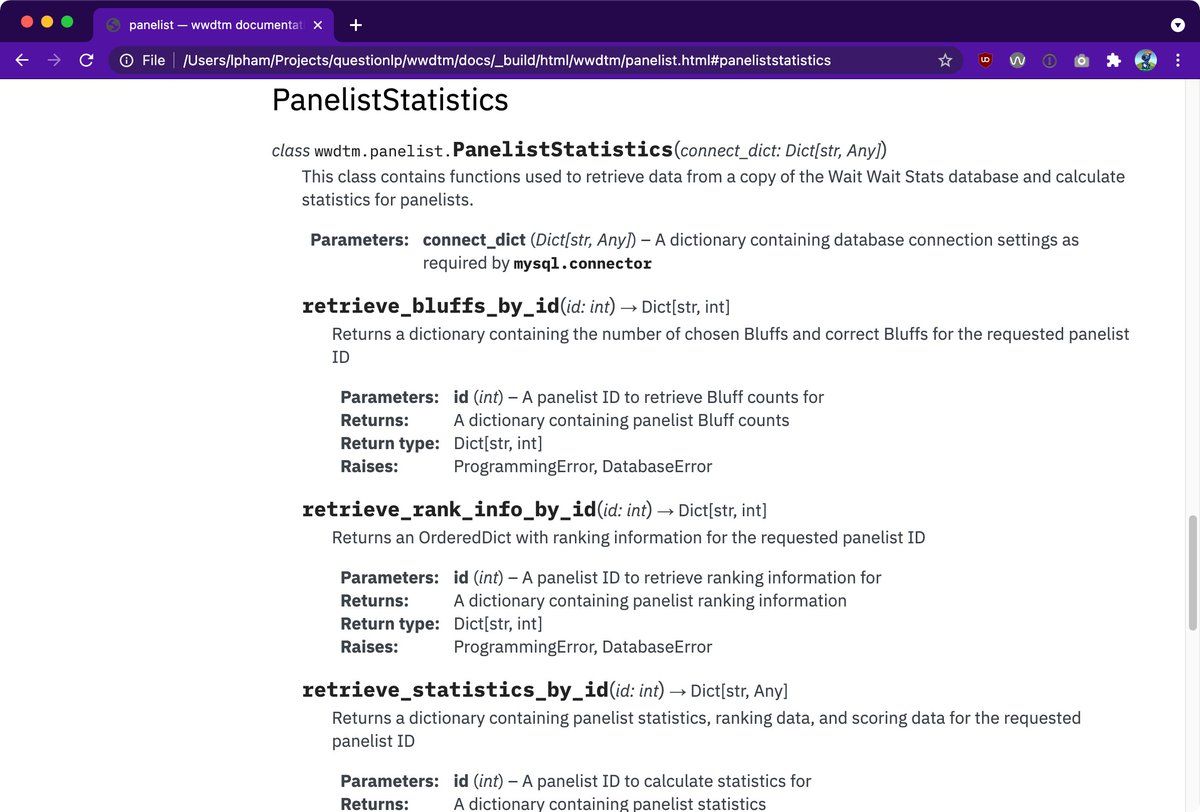 panelist — wwdtm documentat
File
/Users/lpham/Projects/questionlp/wwdtm/docs/_build/html/wwdtm/panelist.html#paneliststatistics
PanelistStatistics
class wwdtm.panelist.PanelistStatistics(connect_dict: Dict[str, Any])
This class contains functions used to retrieve data from a copy of the Wait Wait Stats database and calculate
statistics for panelists.
Parameters: connect_dict (Dict[str, Any]) – A dictionary containing database connection settings as
required by mysql.connector
retrieve_bluffs_by_id(id: int) → Dict[str, int]
Returns a dictionary containing the number of chosen Bluffs and correct Bluffs for the requested panelist
ID
Parameters: id (int) – A panelist ID to retrieve Bluff counts for
Returns: A dictionary containing panelist Bluff counts
Return type: Dict[str, int]
Raises: ProgrammingError, DatabaseError
retrieve_rank_info_by_id(id: int) → Dict[str, int]
Returns an OrderedDict with ranking information for the requested panelist ID
Parameters: id (int) – A panelist ID to retrieve ranking information for
Returns: A dictionary containing panelist ranking information
Return type: Dict[str, int]
Raises: ProgrammingError, DatabaseError
retrieve_statistics_by_id(id: int) → Dict[str, Any]
Returns a dictionary containing panelist statistics, ranking data, and scoring data for the requested
panelist ID
Parameters: id (int) – A panelist ID to calculate statistics for
Returns: A dictionary containing panelist statistics